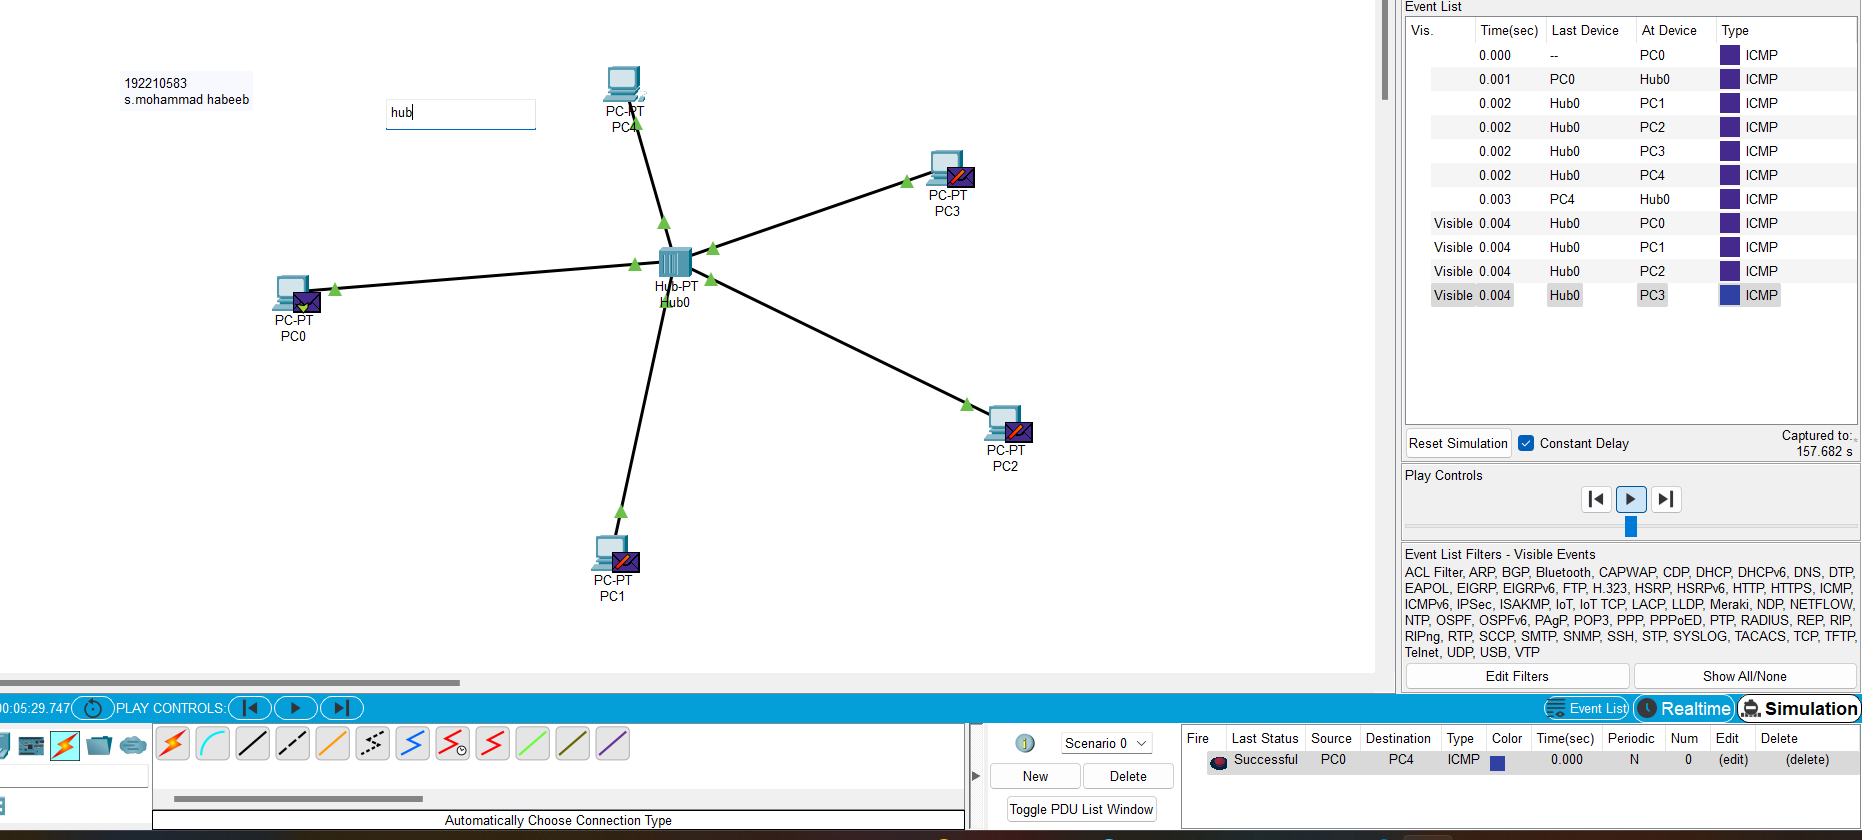 192210583
s.mohammad habeeb
hub
PC-PT
PC4
PC-PT
PC3
Hub-PT
Hub0
PC-PT
PC0
PC-PT
PC2
PC-PT
PC1
Event List
Vis. Time(sec) Last Device At Device Type
0.000 -- PC0 ICMP
0.001 PC0 Hub0 ICMP
0.002 Hub0 PC1 ICMP
0.002 Hub0 PC2 ICMP
0.002 Hub0 PC3 ICMP
0.002 Hub0 PC4 ICMP
0.003 PC4 Hub0 ICMP
Visible 0.004 Hub0 PC0 ICMP
Visible 0.004 Hub0 PC1 ICMP
Visible 0.004 Hub0 PC2 ICMP
Visible 0.004 Hub0 PC3 ICMP
Reset Simulation Constant Delay
Captured to:
157.682 s
Play Controls
Event List Filters - Visible Events
ACL Filter, ARP, BGP, Bluetooth, CAPWAP, CDP, DHCP, DHCPv6, DNS, DTP,
EAPOL, EIGRP, EIGRPv6, FTP, H.323, HSRP, HSRPv6, HTTP, HTTPS, ICMP,
ICMPv6, IPSec, ISAKMP, IoT, IoT TCP, LACP, LLDP, Meraki, NDP, NETFLOW,
NTP, OSPF, OSPFv6, PAgP, POP3, PPP, PPPoED, PTP, RADIUS, REP, RIP,
RIPng, RTP, SCCP, SMTP, SNMP, SSH, STP, SYSLOG, TACACS, TCP, TFTP,
Telnet, UDP, USB, VTP
Edit Filters Show All/None
0:05:29.747 PLAY CONTROLS: Event List Realtime Simulation
Scenario 0
New Delete
Toggle PDU List Window
Fire Last Status Source Destination Type Color Time(sec) Periodic Num Edit Delete
Successful PC0 PC4 ICMP 0.000 N 0 (edit) (delete)
Automatically Choose Connection Type